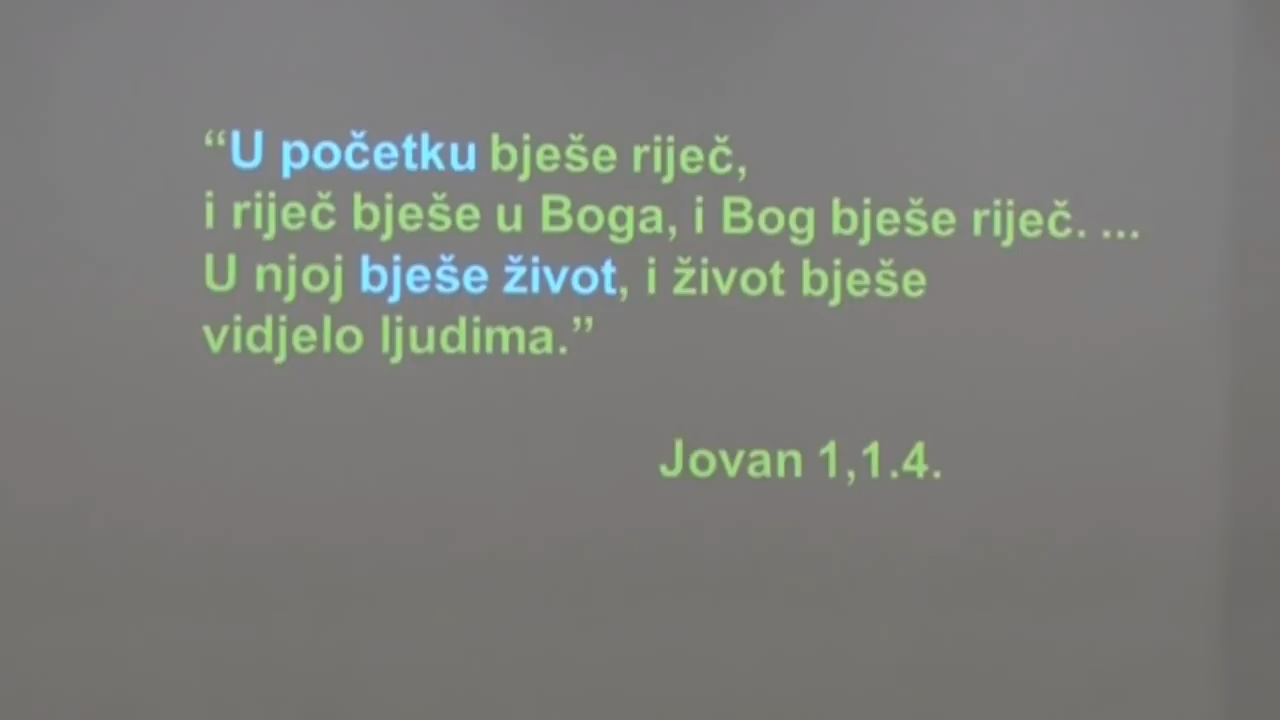 “U početku bješe riječ,
i riječ bješe u Boga, i Bog bješe riječ. ...
U njoj bješe život, i život bješe
vidjelo ljudima.”
Jovan 1,1.4.